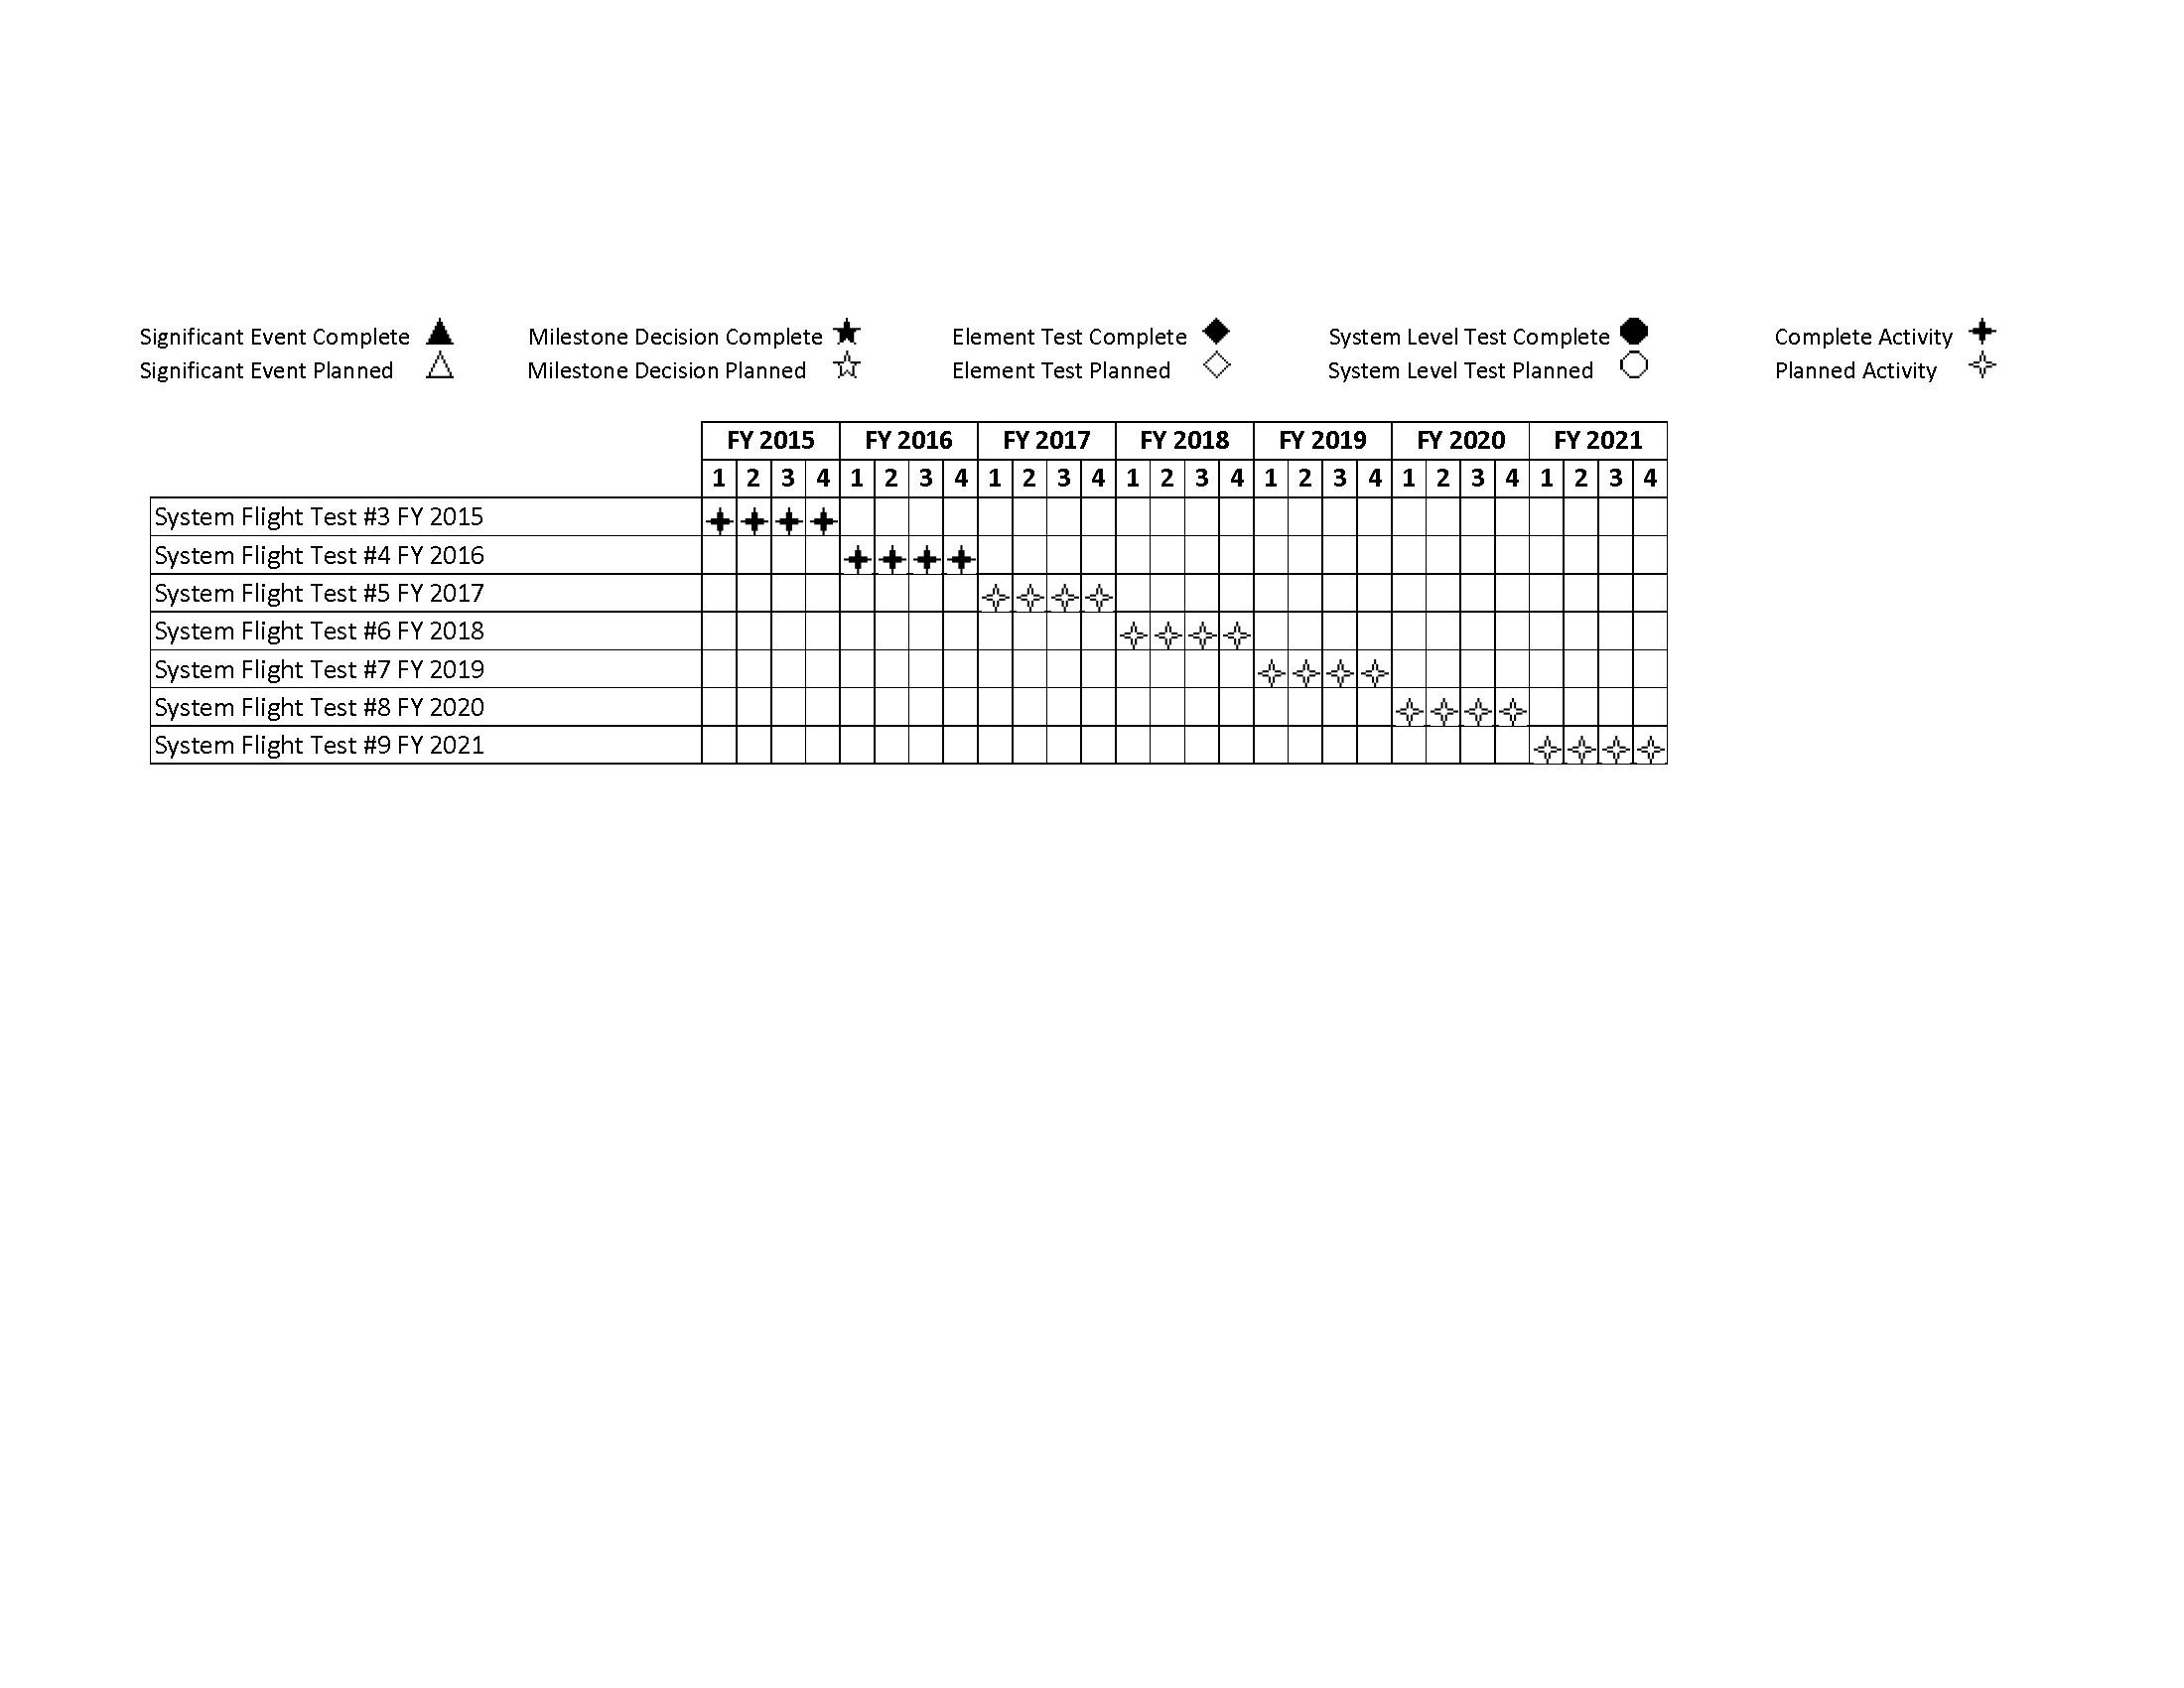 Significant Event Complete Milestone Decision Complete Element Test Complete System Level Test Complete Complete Activity
Significant Event Planned Milestone Decision Planned Element Test Planned System Level Test Planned Planned Activity
FY 2015 FY 2016 FY 2017 FY 2018 FY 2019 FY 2020 FY 2021
1 2 3 4 1 2 3 4 1 2 3 4 1 2 3 4 1 2 3 4 1 2 3 4 1 2 3 4
System Flight Test #3 FY 2015
System Flight Test #4 FY 2016
System Flight Test #5 FY 2017
System Flight Test #6 FY 2018
System Flight Test #7 FY 2019
System Flight Test #8 FY 2020
System Flight Test #9 FY 2021